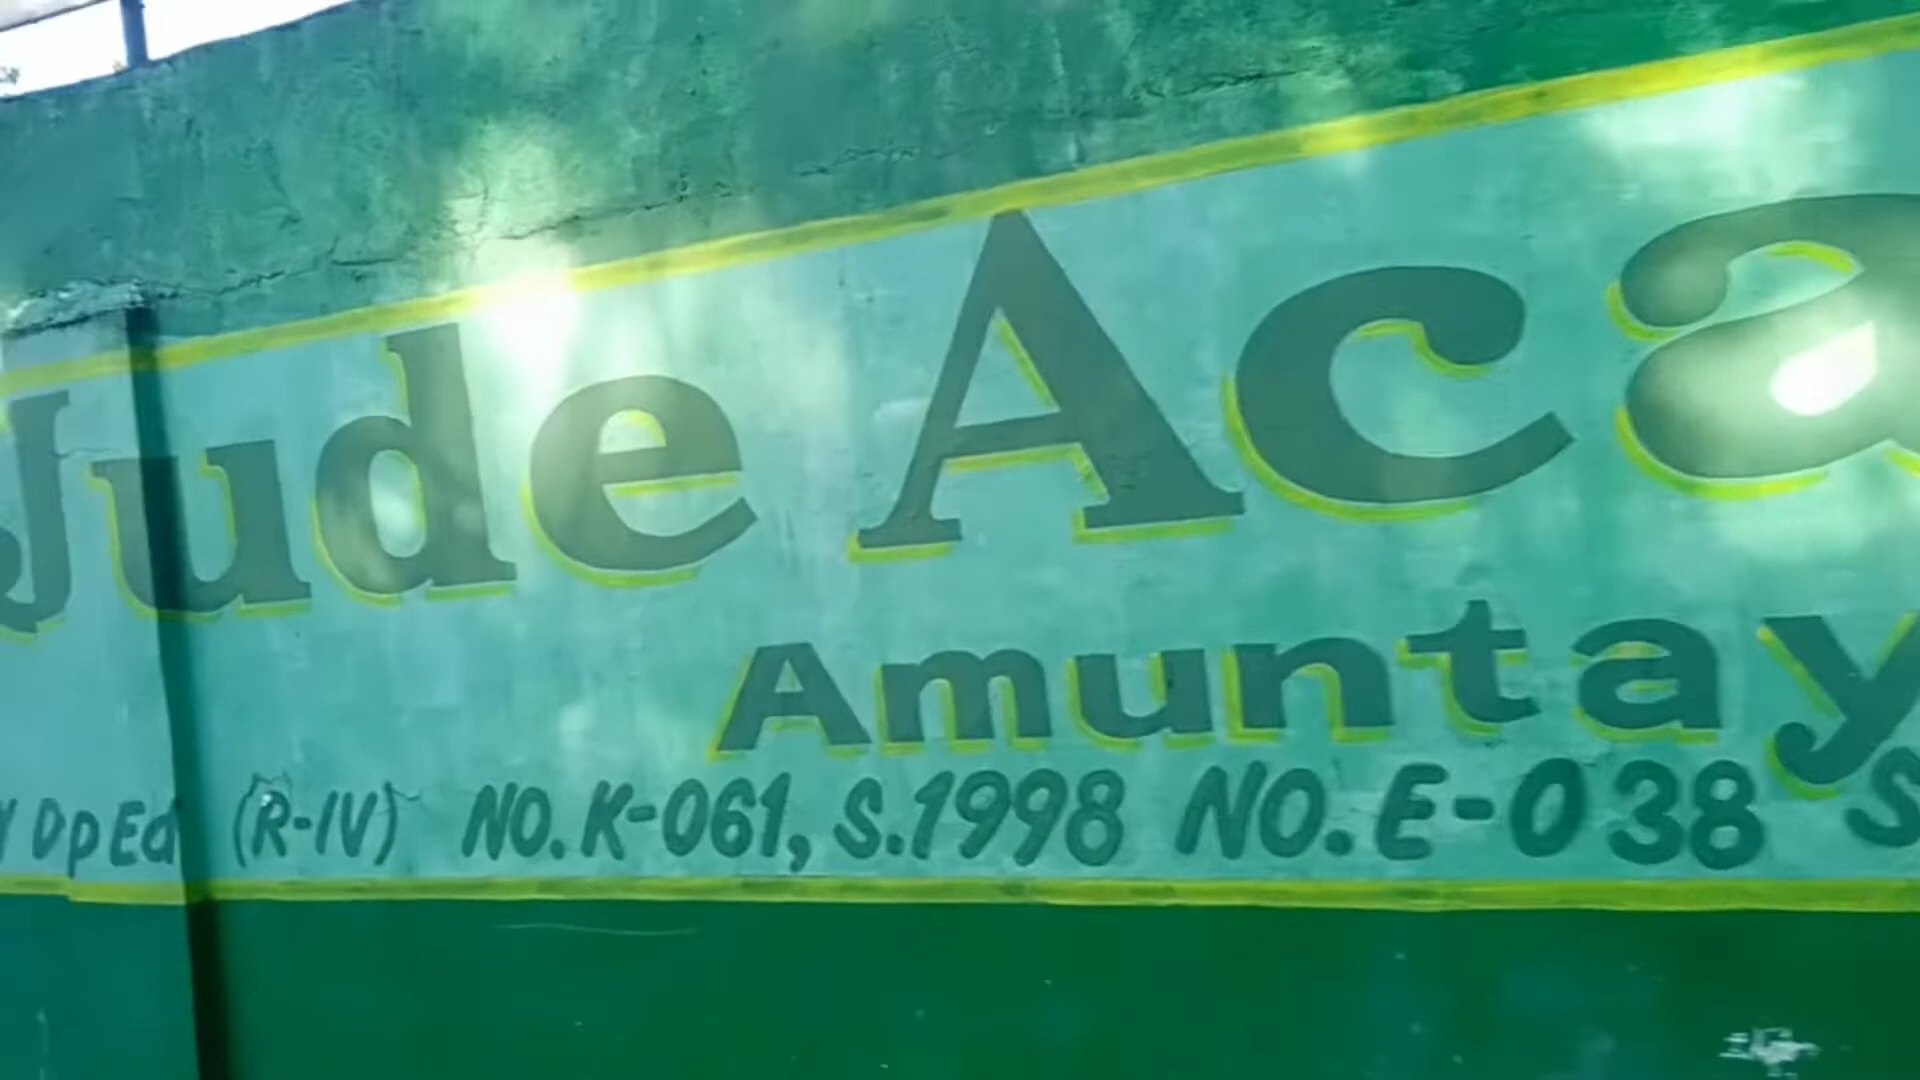 Jude Aca
Amuntay
DpEd (R-IV) NO. K-061, S.1998 NO. E-038 S